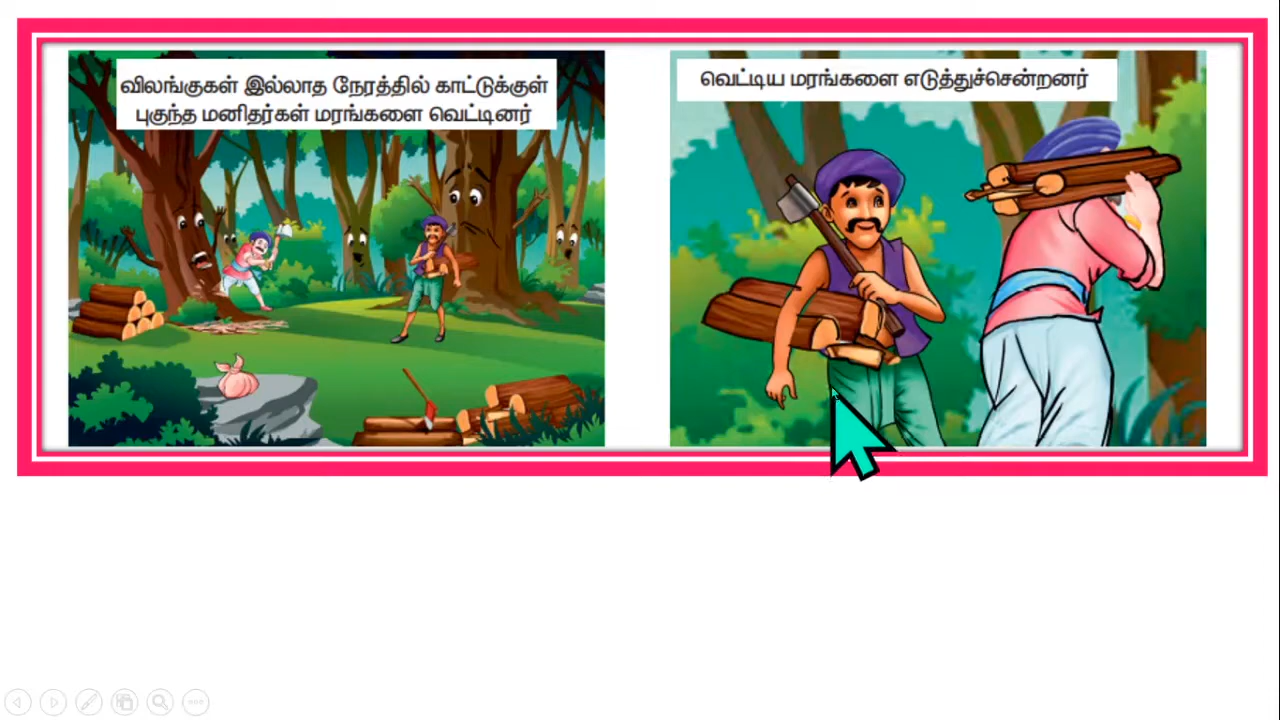 விலங்குகள் இல்லாத நேரத்தில் காட்டுக்குள்
புகுந்த மனிதர்கள் மரங்களை வெட்டினர்
வெட்டிய மரங்களை எடுத்துச்சென்றனர்